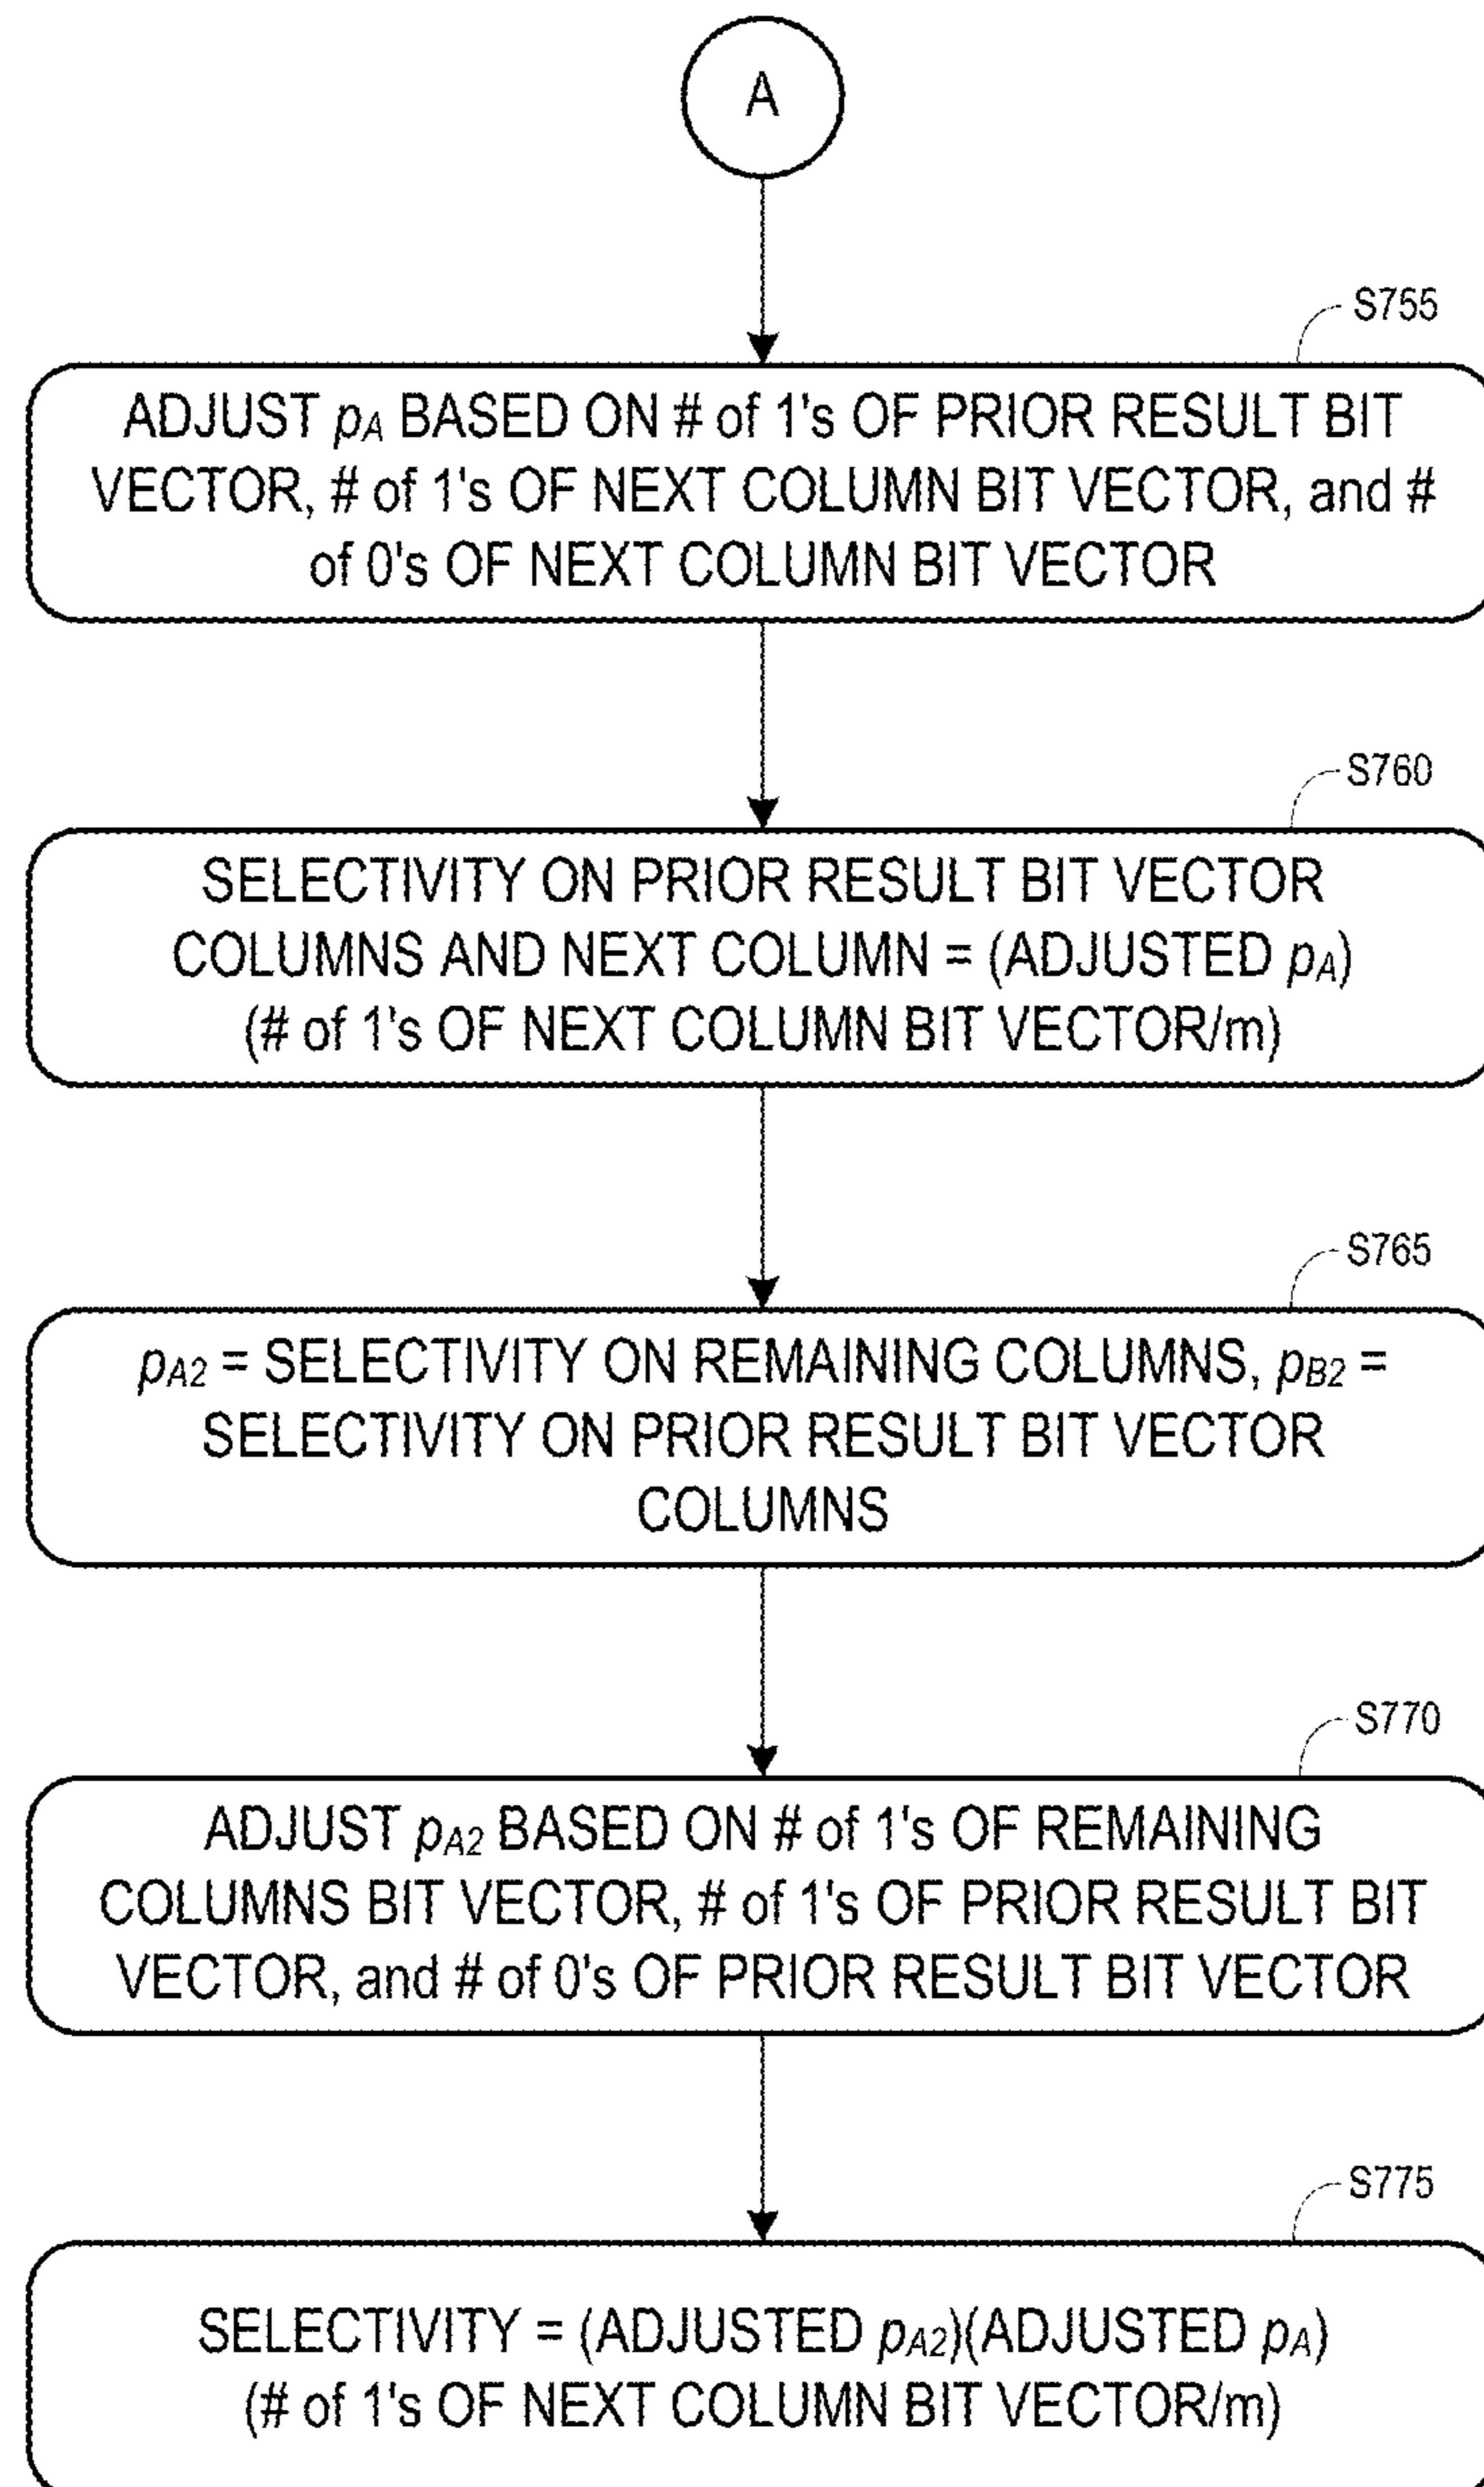 A
S755
ADJUST pA BASED ON # of 1's OF PRIOR RESULT BIT
VECTOR, # of 1's OF NEXT COLUMN BIT VECTOR, and #
of 0's OF NEXT COLUMN BIT VECTOR
S760
SELECTIVITY ON PRIOR RESULT BIT VECTOR
COLUMNS AND NEXT COLUMN = (ADJUSTED pA)
(# of 1's OF NEXT COLUMN BIT VECTOR/m)
S765
pA2 = SELECTIVITY ON REMAINING COLUMNS, pB2 =
SELECTIVITY ON PRIOR RESULT BIT VECTOR
COLUMNS
S770
ADJUST pA2 BASED ON # of 1's OF REMAINING
COLUMNS BIT VECTOR, # of 1's OF PRIOR RESULT BIT
VECTOR, and # of 0's OF PRIOR RESULT BIT VECTOR
S775
SELECTIVITY = (ADJUSTED pA2)(ADJUSTED pA)
(# of 1's OF NEXT COLUMN BIT VECTOR/m)